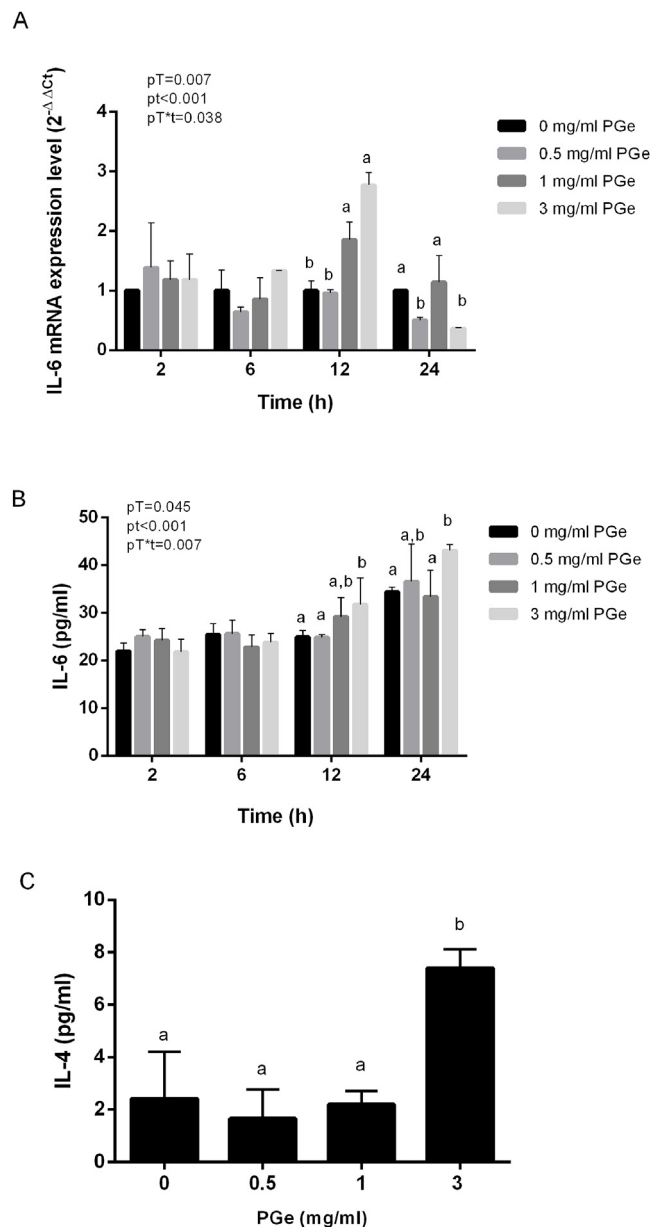 A
pT=0.007
pt<0.001
pT*t=0.038
IL-6 mRNA expression level (2^-Δ ΔCt)
4
3
2
1
0
a
a
b b
a
a
b
b
0 mg/ml PGe
0.5 mg/ml PGe
1 mg/ml PGe
3 mg/ml PGe
2 6 12 24
Time (h)
B
pT=0.045
pt<0.001
pT*t=0.007
IL-6 (pg/ml)
50
40
30
20
10
0
a a a,b b
a a,b a b
0 mg/ml PGe
0.5 mg/ml PGe
1 mg/ml PGe
3 mg/ml PGe
2 6 12 24
Time (h)
C
IL-4 (pg/ml)
10
8
6
4
2
0
a a a b
0 0.5 1 3
PGe (mg/ml)